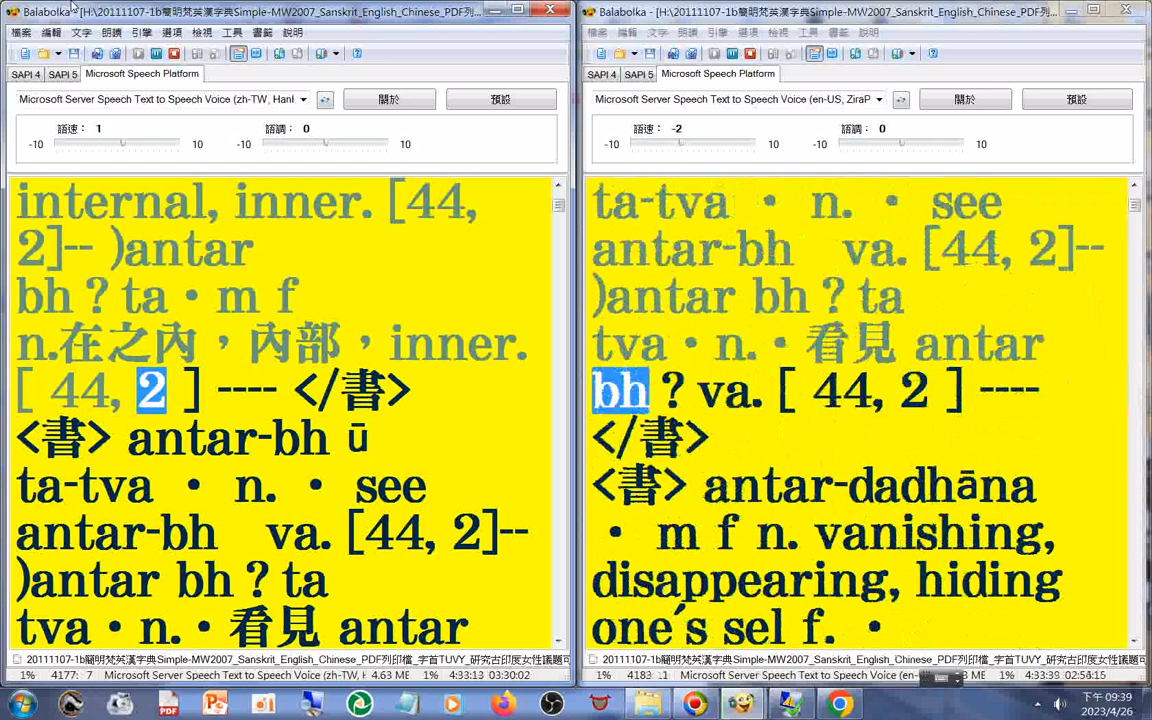 Balabolka - [H:\20111107-1b簡明梵英漢字典Simple-MW2007_Sanskrit_English_Chinese_PDF列...
檔案 編輯 文字 朗讀 引擎 選項 檢視 工具 書籤 說明
SAPI 4 SAPI 5 Microsoft Speech Platform
Microsoft Server Speech Text to Speech Voice (zh-TW, Hanl
關於 預設
語速： 1 語調： 0
-10 10 -10 10
internal, inner. [44,
2]-- )antar
bh？ta・m f
n.在之內，內部，inner.
[ 44, 2 ] ---- </書>
<書> antar-bh ū
ta-tva ・ n. ・ see
antar-bh va. [44, 2]--
)antar bh？ta
tva・n.・看見 antar
20111107-1b簡明梵英漢字典Simple-MW2007_Sanskrit_English_Chinese_PDF列印檔_字首TUVY_研究古印度女性議題可
1% 4177: 7 Microsoft Server Speech Text to Speech Voice (zh-TW, H 4.63 ME 1% 4:33:13 03:30:02
Balabolka - [H:\20111107-1b簡明梵英漢字典Simple-MW2007_Sanskrit_English_Chinese_PDF列...
檔案 編輯 文字 朗讀 引擎 選項 檢視 工具 書籤 說明
SAPI 4 SAPI 5 Microsoft Speech Platform
Microsoft Server Speech Text to Speech Voice (en-US, ZiraP
關於 預設
語速： -2 語調： 0
-10 10 -10 10
ta-tva ・ n. ・ see
antar-bh va. [44, 2]--
)antar bh？ta
tva・n.・看見 antar
bh？va. [ 44, 2 ] ----
</書>
<書> antar-dadhāna
・ m f n. vanishing,
disappearing, hiding
one´s sel f. ・
20111107-1b簡明梵英漢字典Simple-MW2007_Sanskrit_English_Chinese_PDF列印檔_字首TUVY_研究古印度女性議題可
1% 4183: Microsoft Server Speech Text to Speech Voice (en-US, 1% 4:33:39 02:54:15
下午 09:39
2023/4/26